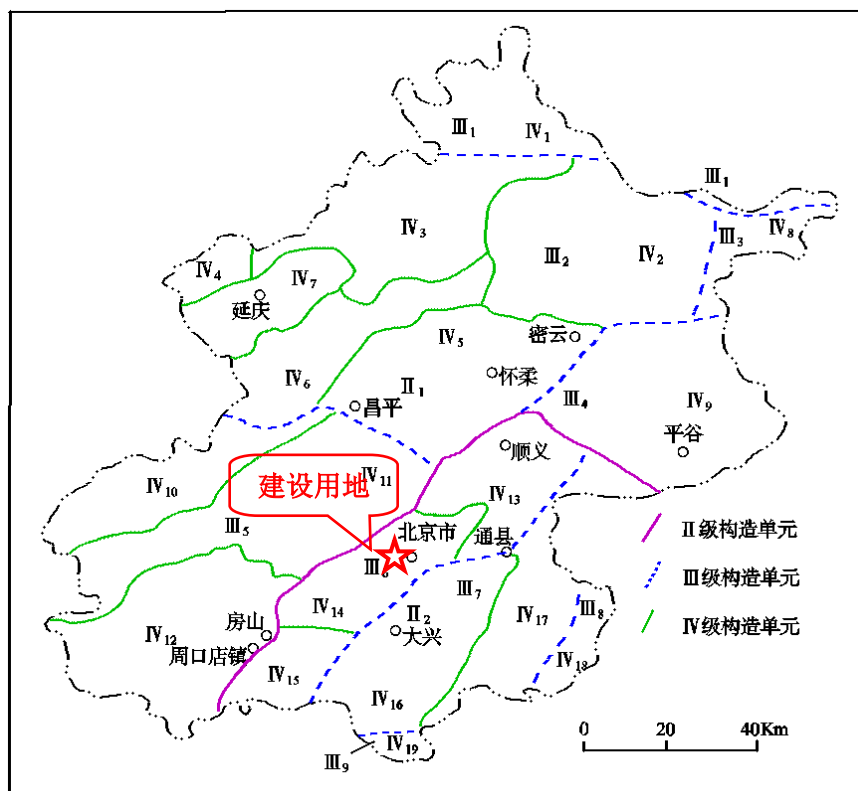 Ⅲ₁
Ⅳ₁
Ⅲ₁
Ⅳ₃
Ⅲ₃
Ⅳ₈
Ⅲ₂
Ⅳ₂
Ⅳ₄
Ⅳ₇
延庆
Ⅳ₅
密云
Ⅳ₆
Ⅱ₁
怀柔
Ⅲ₄
Ⅳ₉
昌平
顺义
平谷
Ⅳ₁₀
建设用地
Ⅳ₁₁
Ⅳ₁₃
Ⅲ₅
北京市
通县
Ⅱ级构造单元
Ⅲ₆
Ⅲ₇
Ⅲ级构造单元
Ⅳ₁₄
Ⅱ₂
Ⅳ₁₇
Ⅲ₈
Ⅳ级构造单元
Ⅳ₁₂
房山
大兴
周口店镇
Ⅳ₁₅
Ⅳ₁₈
Ⅳ₁₆
Ⅳ₁₉
Ⅲ₉
0 20 40Km